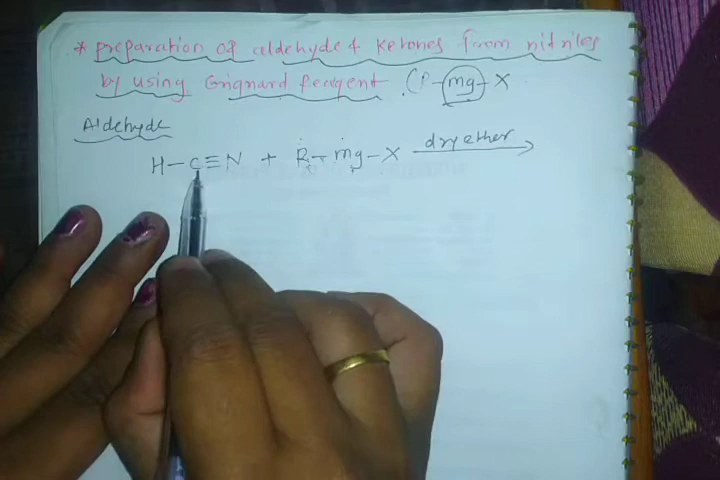 * preparation of aldehyde & ketones from nitriles
by using Grignard Reagent (R-mg-X
Aldehyde
H-C≡N + R-mg-X dry ether